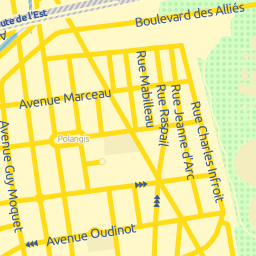 ute de l'Est
Boulevard des Alliés
Avenue Marceau
Rue Mabilleau
Rue Raspail
Rue Jeanne d'Arc
Rue Charles Infroit
Polangis
Avenue Guy Moquet
Avenue Oudinot